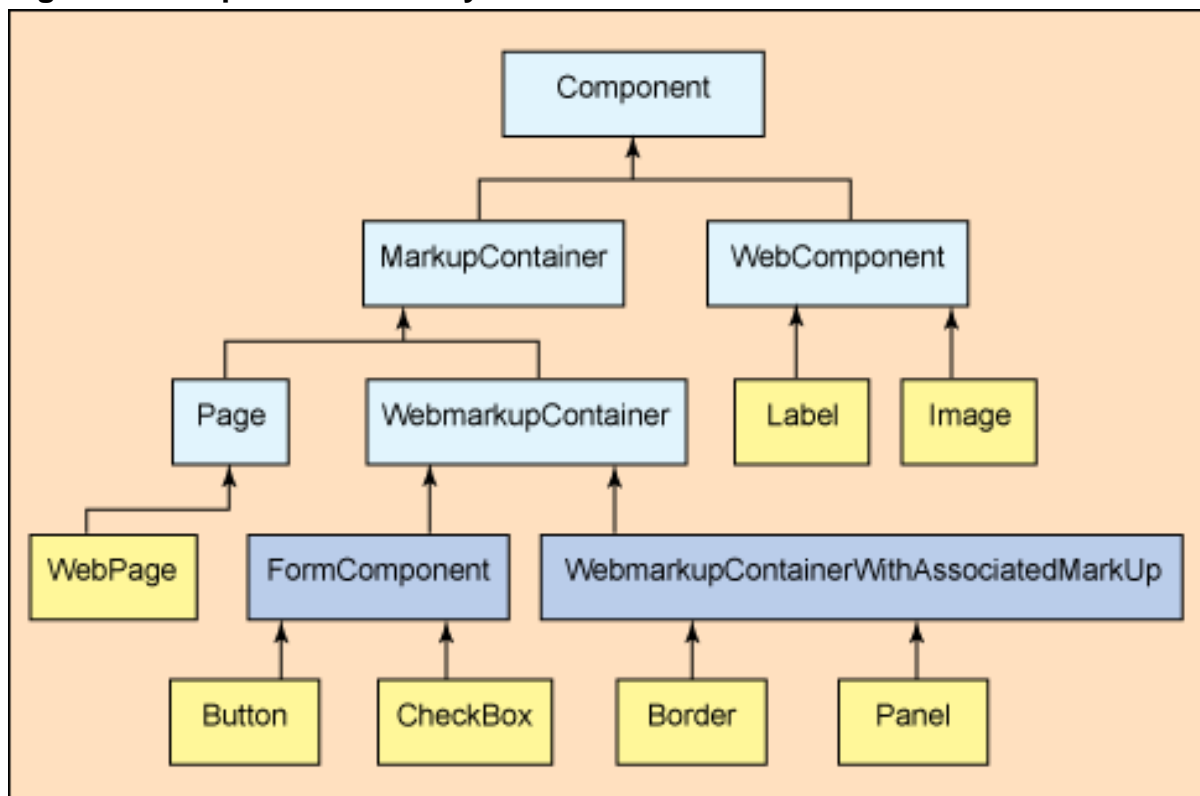 Component
MarkupContainer
WebComponent
Page
WebmarkupContainer
Label
Image
WebPage
FormComponent
WebmarkupContainerWithAssociatedMarkUp
Button
CheckBox
Border
Panel